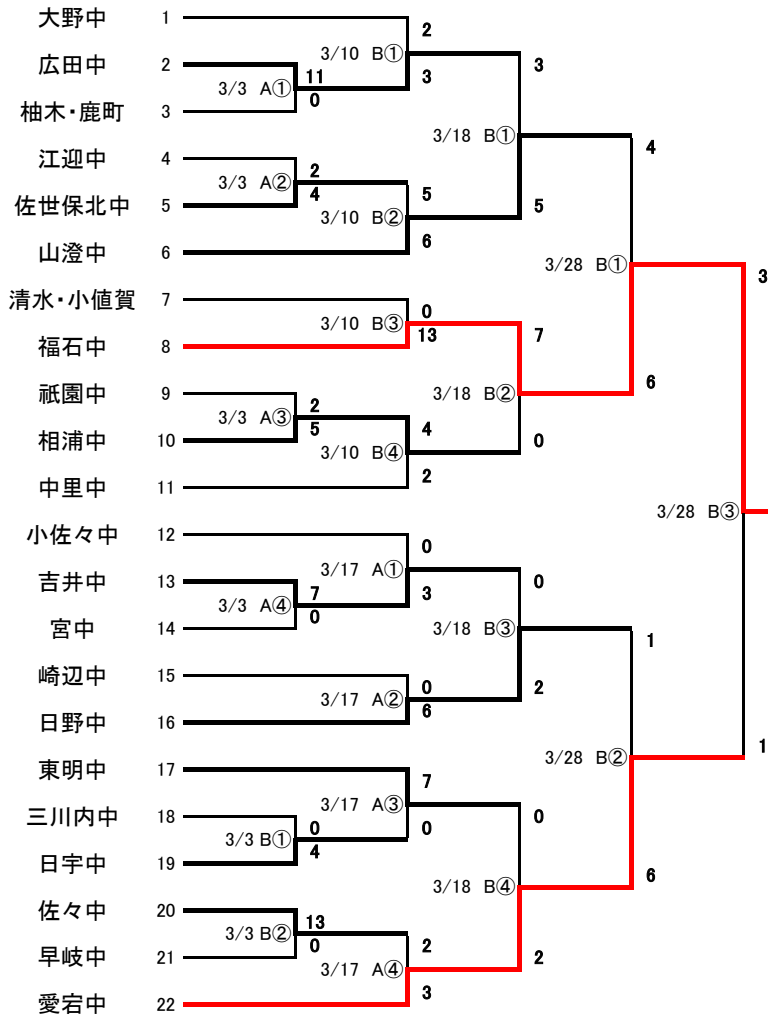 大野中 1
2
3/10 B①
広田中 2
11
3
3
3/3 A①
0
柚木・鹿町 3
3/18 B①
4
江迎中 4
2
3/3 A②
4
5
5
佐世保北中 5
3/10 B②
6
山澄中 6
3/28 B①
3
清水・小値賀 7
0
3/10 B③
13
7
福石中 8
6
祇園中 9
3/18 B②
2
3/3 A③
5
4
0
相浦中 10
3/10 B④
2
中里中 11
3/28 B③
小佐々中 12
0
3/17 A①
吉井中 13
7
3
0
3/3 A④
0
宮中 14
3/18 B③
1
崎辺中 15
0
2
3/17 A②
6
日野中 16
1
3/28 B②
東明中 17
7
3/17 A③
三川内中 18
0
0
0
3/3 B①
4
日宇中 19
6
3/18 B④
佐々中 20
13
3/3 B②
0
2
2
早岐中 21
3/17 A④
3
愛宕中 22